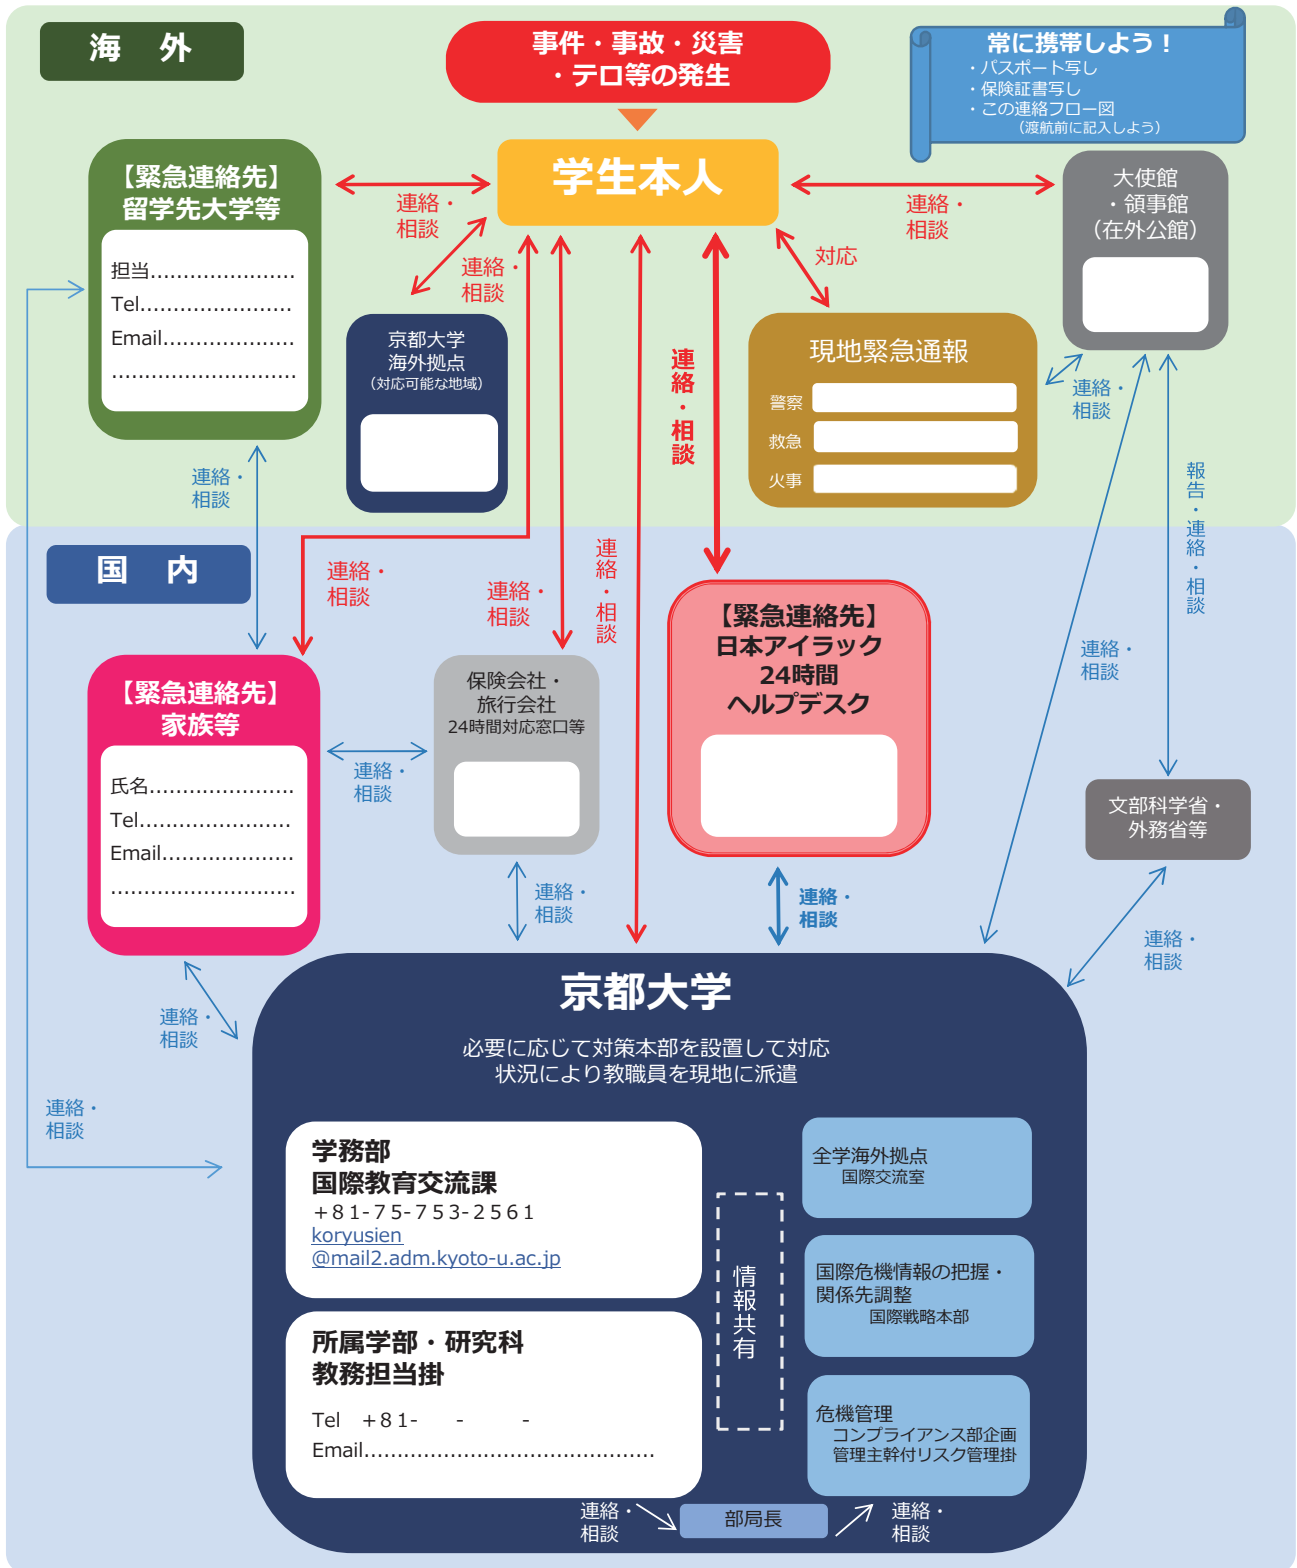 海 外
事件・事故・災害
・テロ等の発生
常に携帯しよう！
・パスポート写し
・保険証書写し
・この連絡フロー図
（渡航前に記入しよう）
【緊急連絡先】
留学先大学等
担当......................
Tel.......................
Email....................
............................
学生本人
大使館
・領事館
（在外公館）
連絡・
相談
連絡・
相談
連絡・
相談
対応
京都大学
海外拠点
（対応可能な地域）
連絡・相談
現地緊急通報
警察
救急
火事
連絡・
相談
連絡・
相談
報告・連絡・相談
国 内
連絡・
相談
連絡・
相談
連絡・相談
【緊急連絡先】
日本アイラック
24時間
ヘルプデスク
連絡・
相談
【緊急連絡先】
家族等
氏名......................
Tel.......................
Email....................
............................
保険会社・
旅行会社
24時間対応窓口等
連絡・
相談
文部科学省・
外務省等
連絡・
相談
連絡・
相談
連絡・
相談
連絡・
相談
連絡・
相談
京都大学
必要に応じて対策本部を設置して対応
状況により教職員を現地に派遣
学務部
国際教育交流課
＋８１-７５-７５３-２５６１
koryusien
@mail2.adm.kyoto-u.ac.jp
所属学部・研究科
教務担当掛
Tel ＋８１- - -
Email............................................
情報共有
全学海外拠点
国際交流室
国際危機情報の把握・
関係先調整
国際戦略本部
危機管理
コンプライアンス部企画
管理主幹付リスク管理掛
連絡・
相談
部局長
連絡・
相談